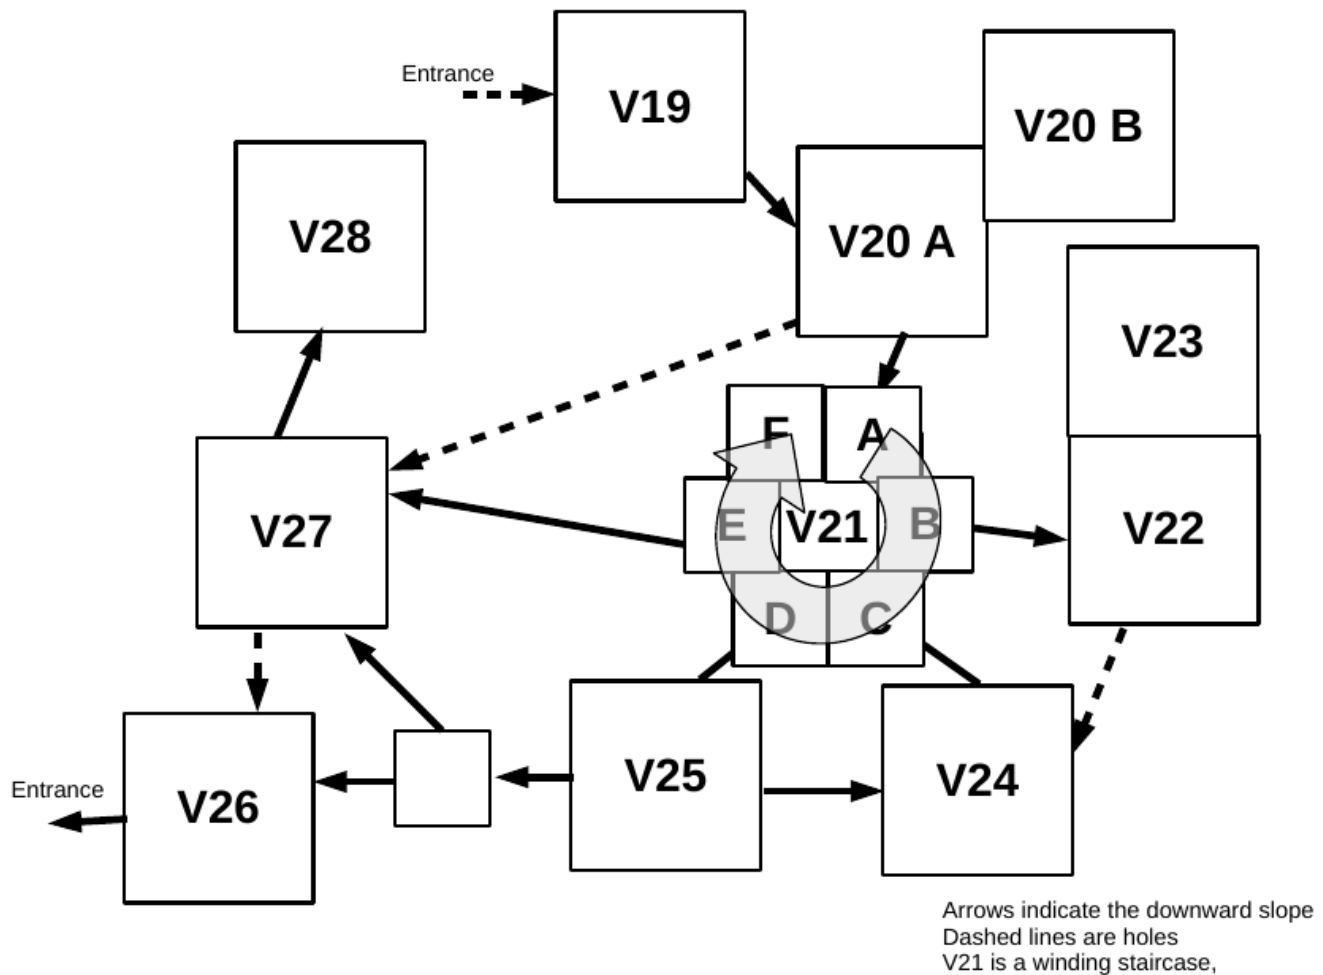 Entrance
V19
V20 B
V28
V20 A
V23
F
A
V27
E
V21
B
V22
D
C
V25
V24
Entrance
V26
Arrows indicate the downward slope
Dashed lines are holes
V21 is a winding staircase,